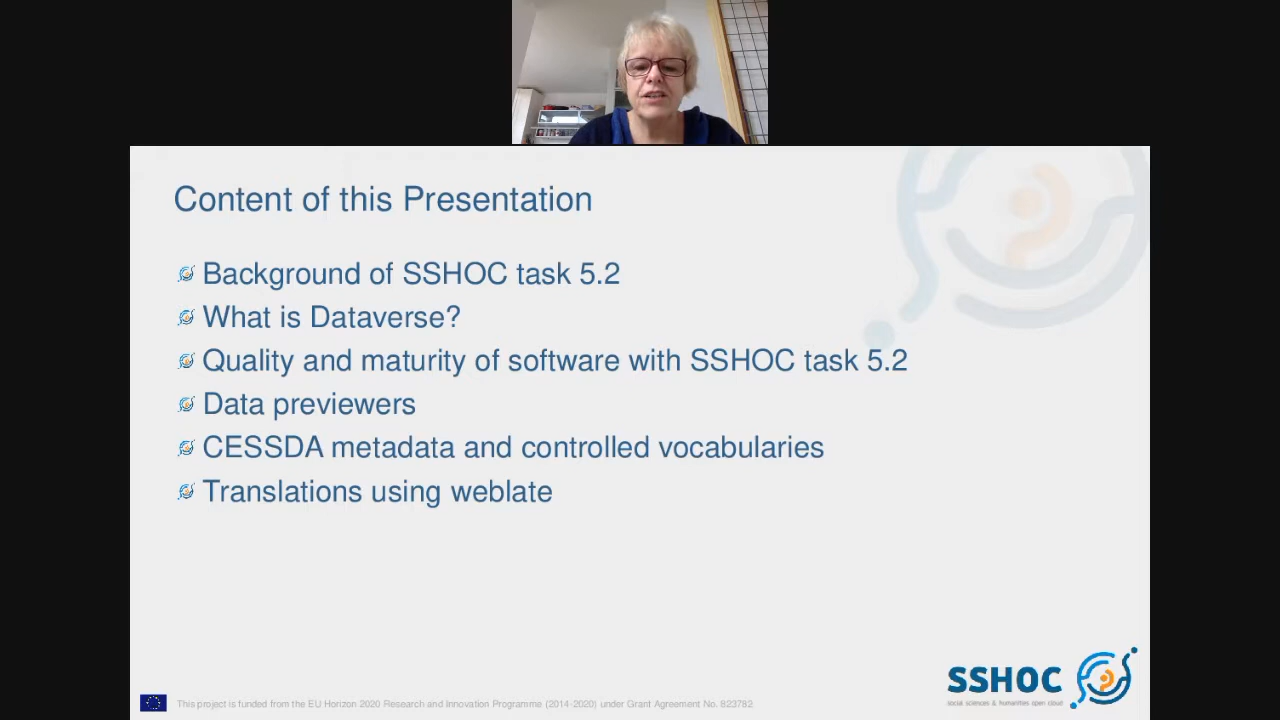 Content of this Presentation
Background of SSHOC task 5.2
What is Dataverse?
Quality and maturity of software with SSHOC task 5.2
Data previewers
CESSDA metadata and controlled vocabularies
Translations using weblate
SSHOC
social sciences & humanities open cloud
This project is funded from the EU Horizon 2020 Research and Innovation Programme (2014-2020) under Grant Agreement No. 823782